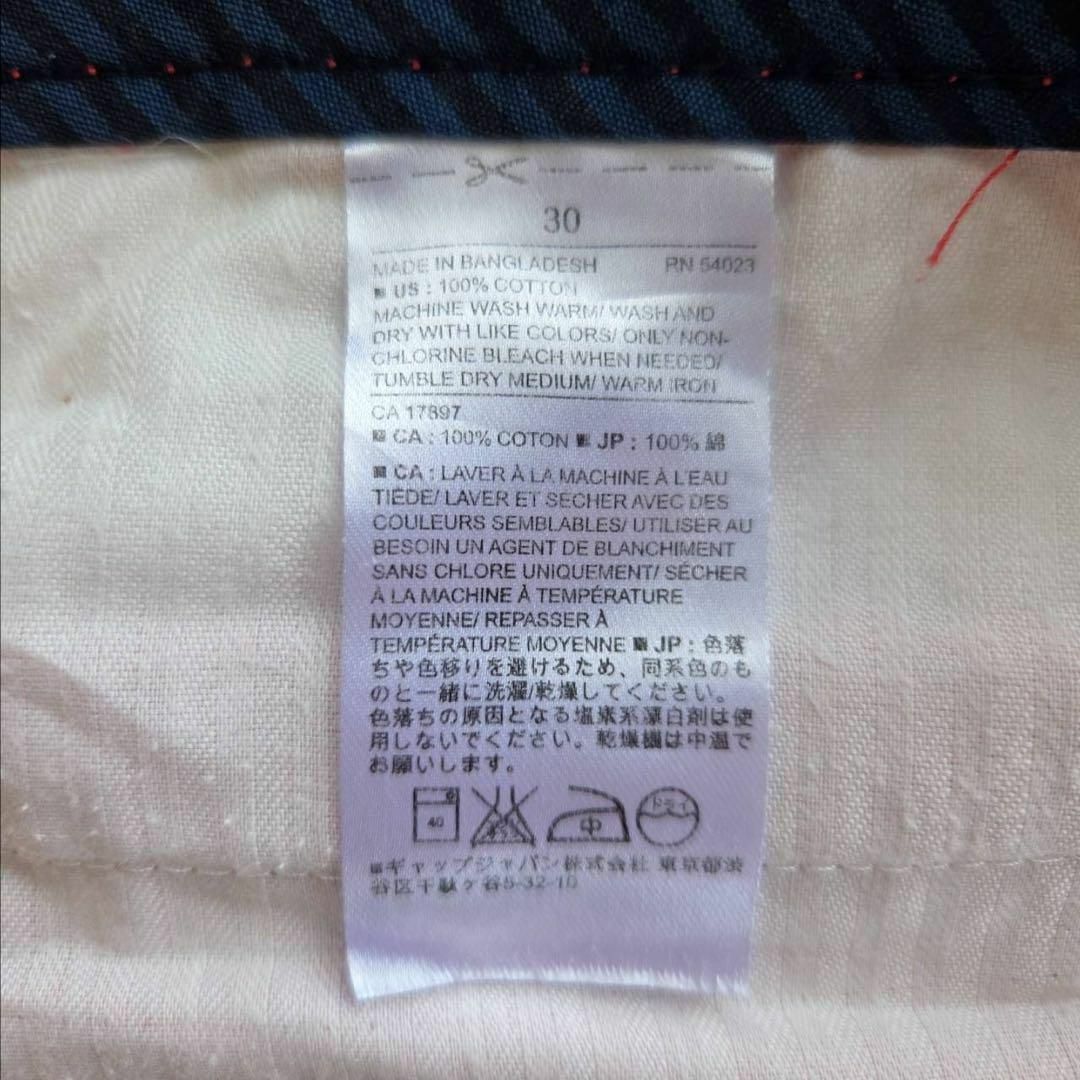 30
MADE IN BANGLADESH RN 54023
US : 100% COTTON
MACHINE WASH WARM/ WASH AND
DRY WITH LIKE COLORS/ ONLY NON-
CHLORINE BLEACH WHEN NEEDED/
TUMBLE DRY MEDIUM/ WARM IRON
CA 17897
CA : 100% COTON JP : 100% 綿
CA : LAVER À LA MACHINE À L'EAU
TIÈDE/ LAVER ET SÉCHER AVEC DES
COULEURS SEMBLABLES/ UTILISER AU
BESOIN UN AGENT DE BLANCHIMENT
SANS CHLORE UNIQUEMENT/ SÉCHER
À LA MACHINE À TEMPÉRATURE
MOYENNE/ REPASSER À
TEMPÉRATURE MOYENNE JP : 色落
ちや色移りを避けるため、同系色のも
のと一緒に洗濯/乾燥してください。
色落ちの原因となる塩素系漂白剤は使
用しないでください。乾燥機は中温で
お願いします。
40 エンソサラシ 中 ドライ
ギャップジャパン株式会社 東京都渋
谷区千駄ヶ谷5-32-10